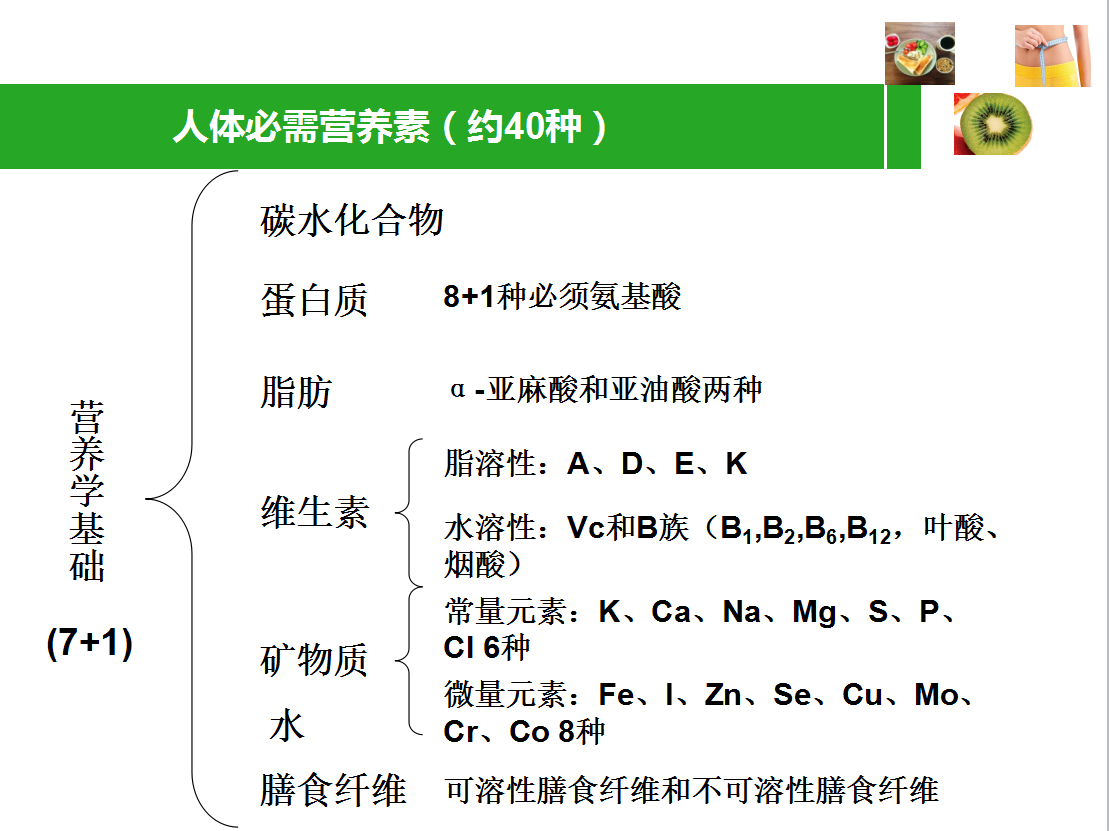 人体必需营养素（约40种）
营养学基础
(7+1)
碳水化合物
蛋白质 8+1种必须氨基酸
脂肪 α-亚麻酸和亚油酸两种
维生素
脂溶性：A、D、E、K
水溶性：Vc和B族（B₁,B₂,B₆,B₁₂，叶酸、
烟酸）
矿物质
常量元素：K、Ca、Na、Mg、S、P、
Cl 6种
微量元素：Fe、I、Zn、Se、Cu、Mo、
Cr、Co 8种
水
膳食纤维 可溶性膳食纤维和不可溶性膳食纤维